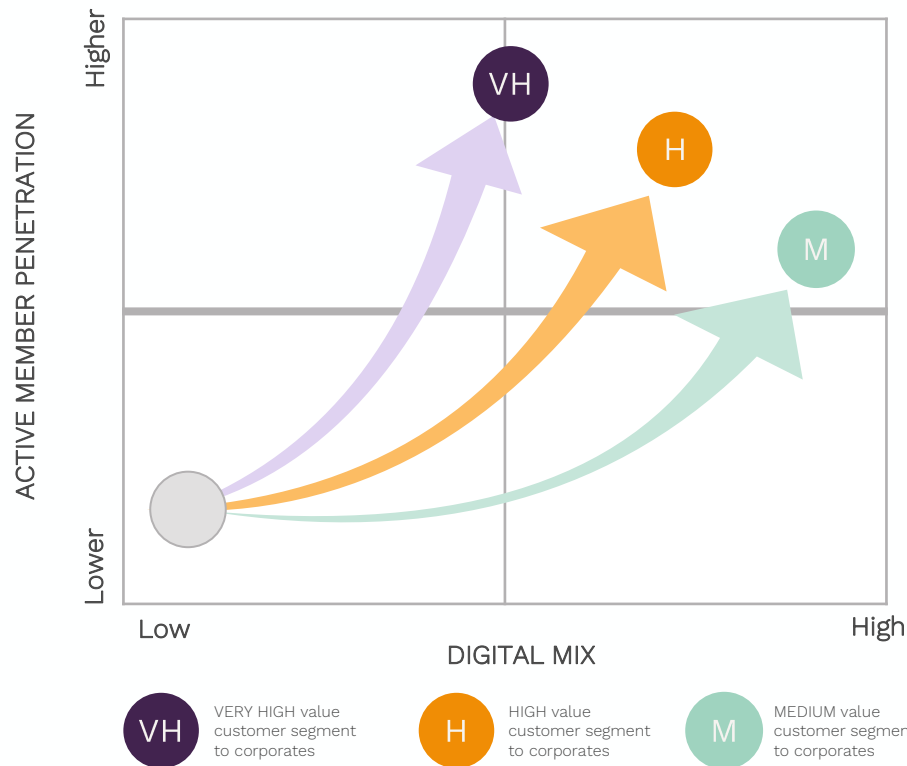 Higher
ACTIVE MEMBER PENETRATION
Lower
VH
H
M
Low
High
DIGITAL MIX
VH
VERY HIGH value
customer segment
to corporates
H
HIGH value
customer segment
to corporates
M
MEDIUM value
customer
to corporates